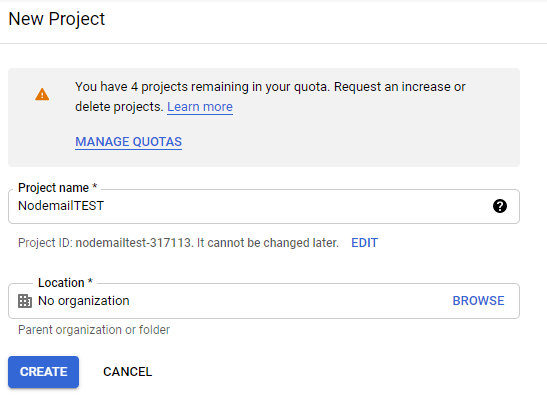 New Project
You have 4 projects remaining in your quota. Request an increase or
delete projects. Learn more
MANAGE QUOTAS
Project name *
NodemailTEST
Project ID: nodemailtest-317113. It cannot be changed later. EDIT
Location *
No organization BROWSE
Parent organization or folder
CREATE CANCEL